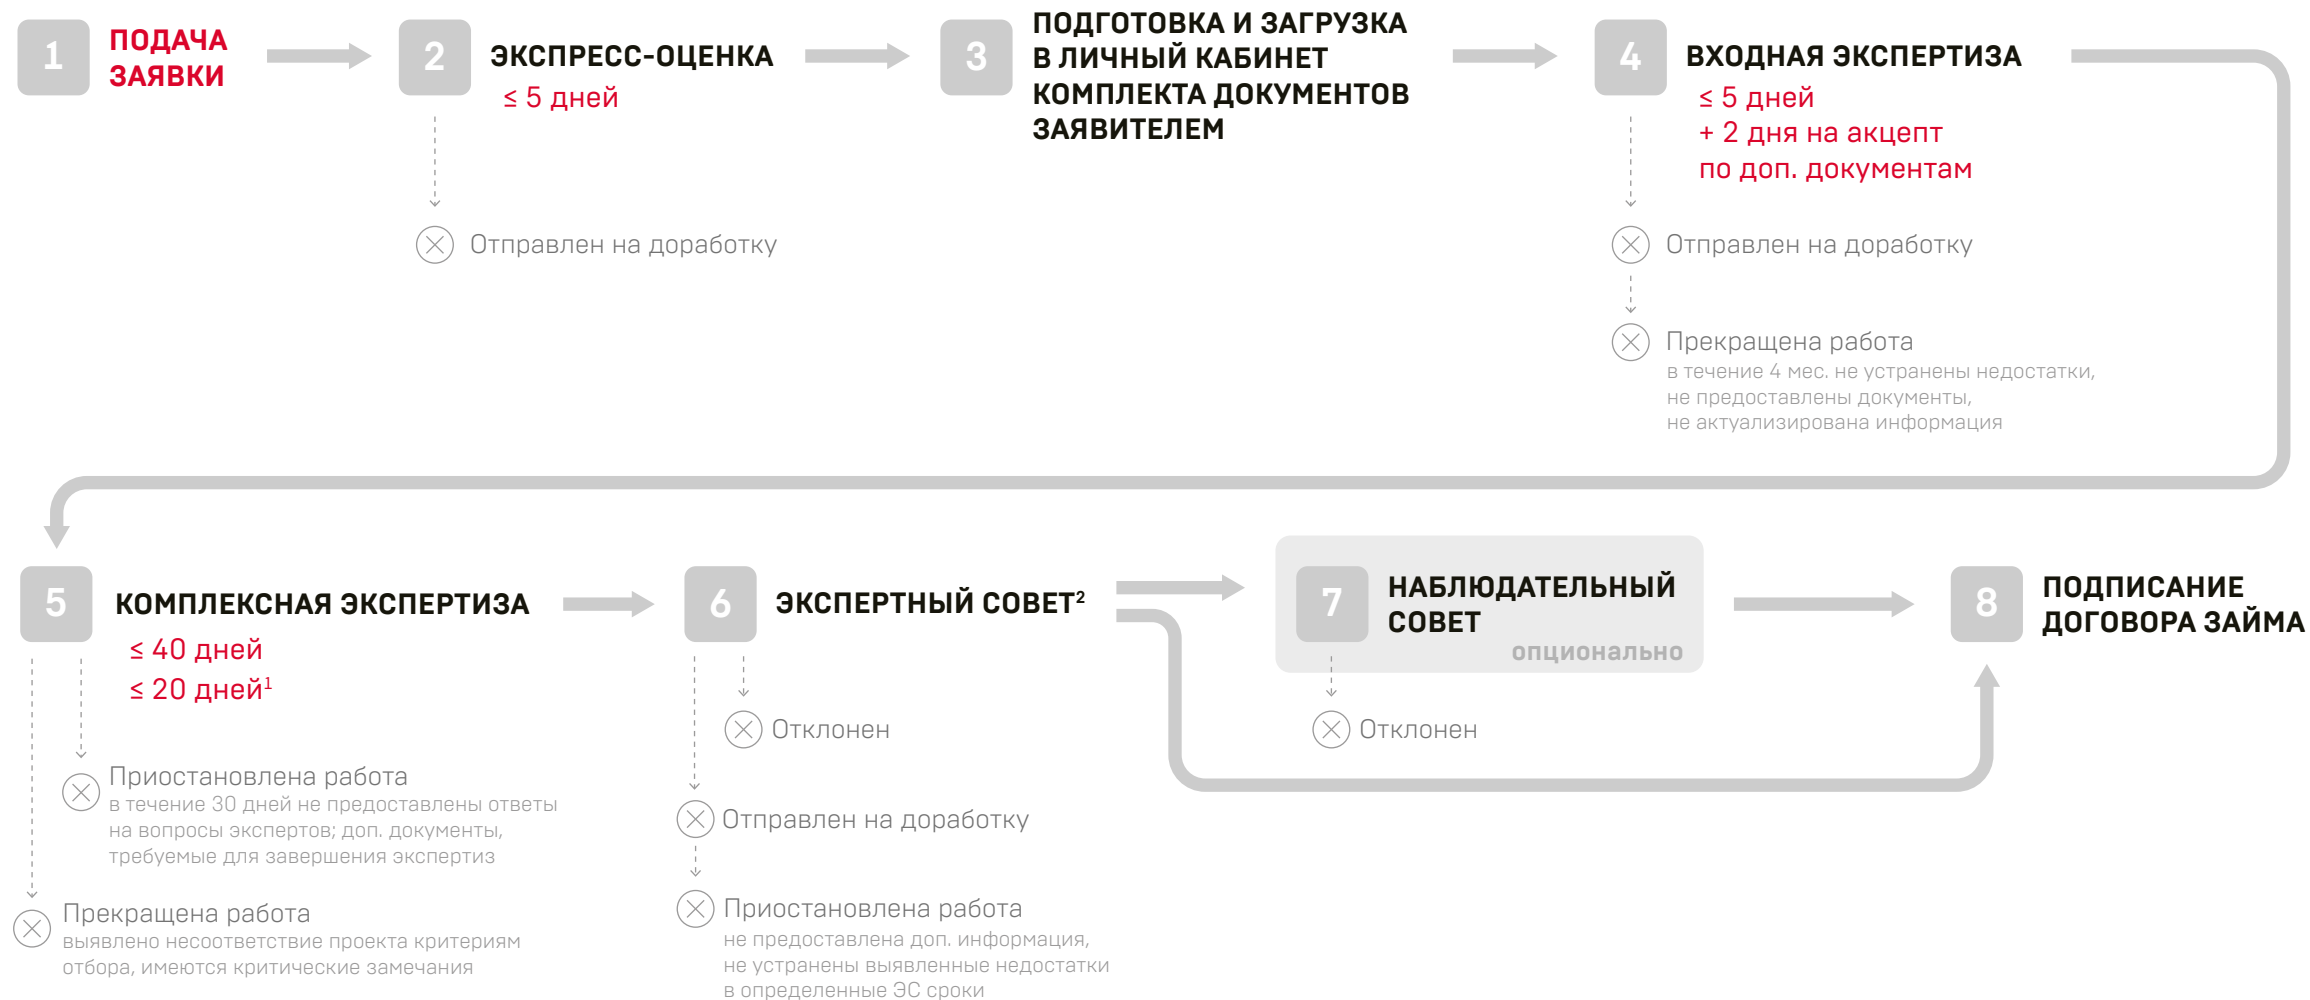 1
ПОДАЧА
ЗАЯВКИ
2
ЭКСПРЕСС-ОЦЕНКА
≤ 5 дней
Отправлен на доработку
3
ПОДГОТОВКА И ЗАГРУЗКА
В ЛИЧНЫЙ КАБИНЕТ
КОМПЛЕКТА ДОКУМЕНТОВ
ЗАЯВИТЕЛЕМ
4
ВХОДНАЯ ЭКСПЕРТИЗА
≤ 5 дней
+ 2 дня на акцепт
по доп. документам
Отправлен на доработку
Прекращена работа
в течение 4 мес. не устранены недостатки,
не предоставлены документы,
не актуализирована информация
5
КОМПЛЕКСНАЯ ЭКСПЕРТИЗА
≤ 40 дней
≤ 20 дней¹
Приостановлена работа
в течение 30 дней не предоставлены ответы
на вопросы экспертов; доп. документы,
требуемые для завершения экспертиз
Прекращена работа
выявлено несоответствие проекта критериям
отбора, имеются критические замечания
6
ЭКСПЕРТНЫЙ СОВЕТ²
Отклонен
Отправлен на доработку
Приостановлена работа
не предоставлена доп. информация,
не устранены выявленные недостатки
в определенные ЭС сроки
7
НАБЛЮДАТЕЛЬНЫЙ
СОВЕТ
опционально
Отклонен
8
ПОДПИСАНИЕ
ДОГОВОРА ЗАЙМА